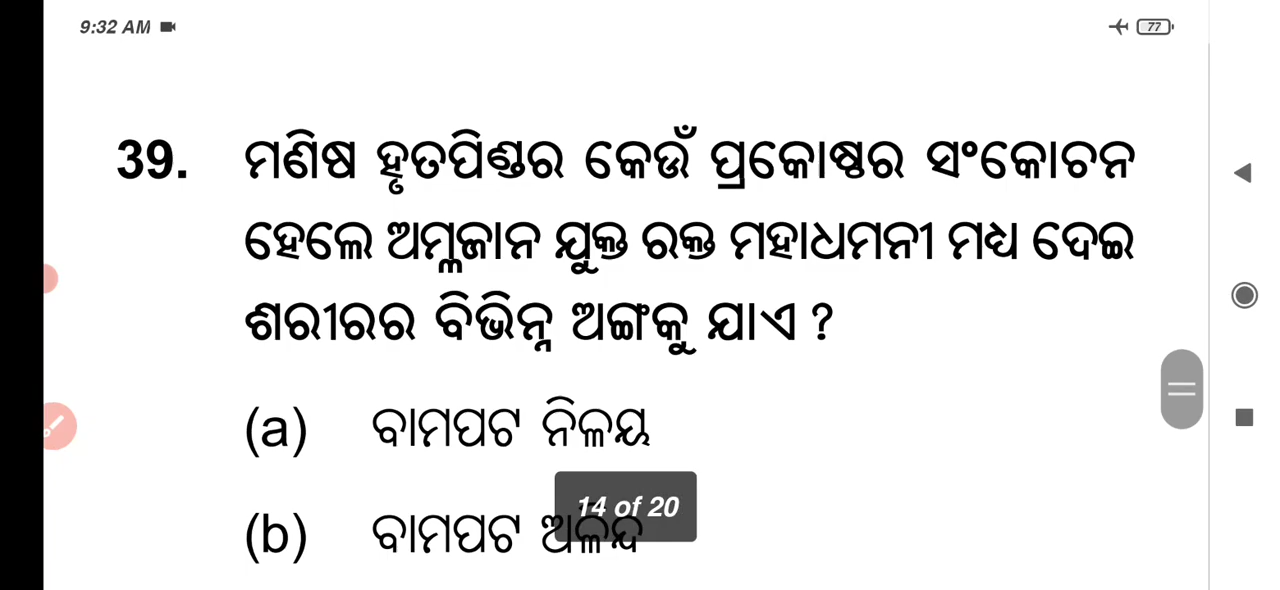 9:32 AM
77
39. ମଣିଷ ହୃତପିଣ୍ଡର କେଉଁ ପ୍ରକୋଷ୍ଠର ସଂକୋଚନ
ହେଲେ ଅମ୍ଳଜାନ ଯୁକ୍ତ ରକ୍ତ ମହାଧମନୀ ମଧ୍ୟ ଦେଇ
ଶରୀରର ବିଭିନ୍ନ ଅଙ୍ଗକୁ ଯାଏ ?
(a) ବାମପଟ ନିଳୟ
14 of 20
(b) ବାମପଟ ଅଳିନ୍ଦ